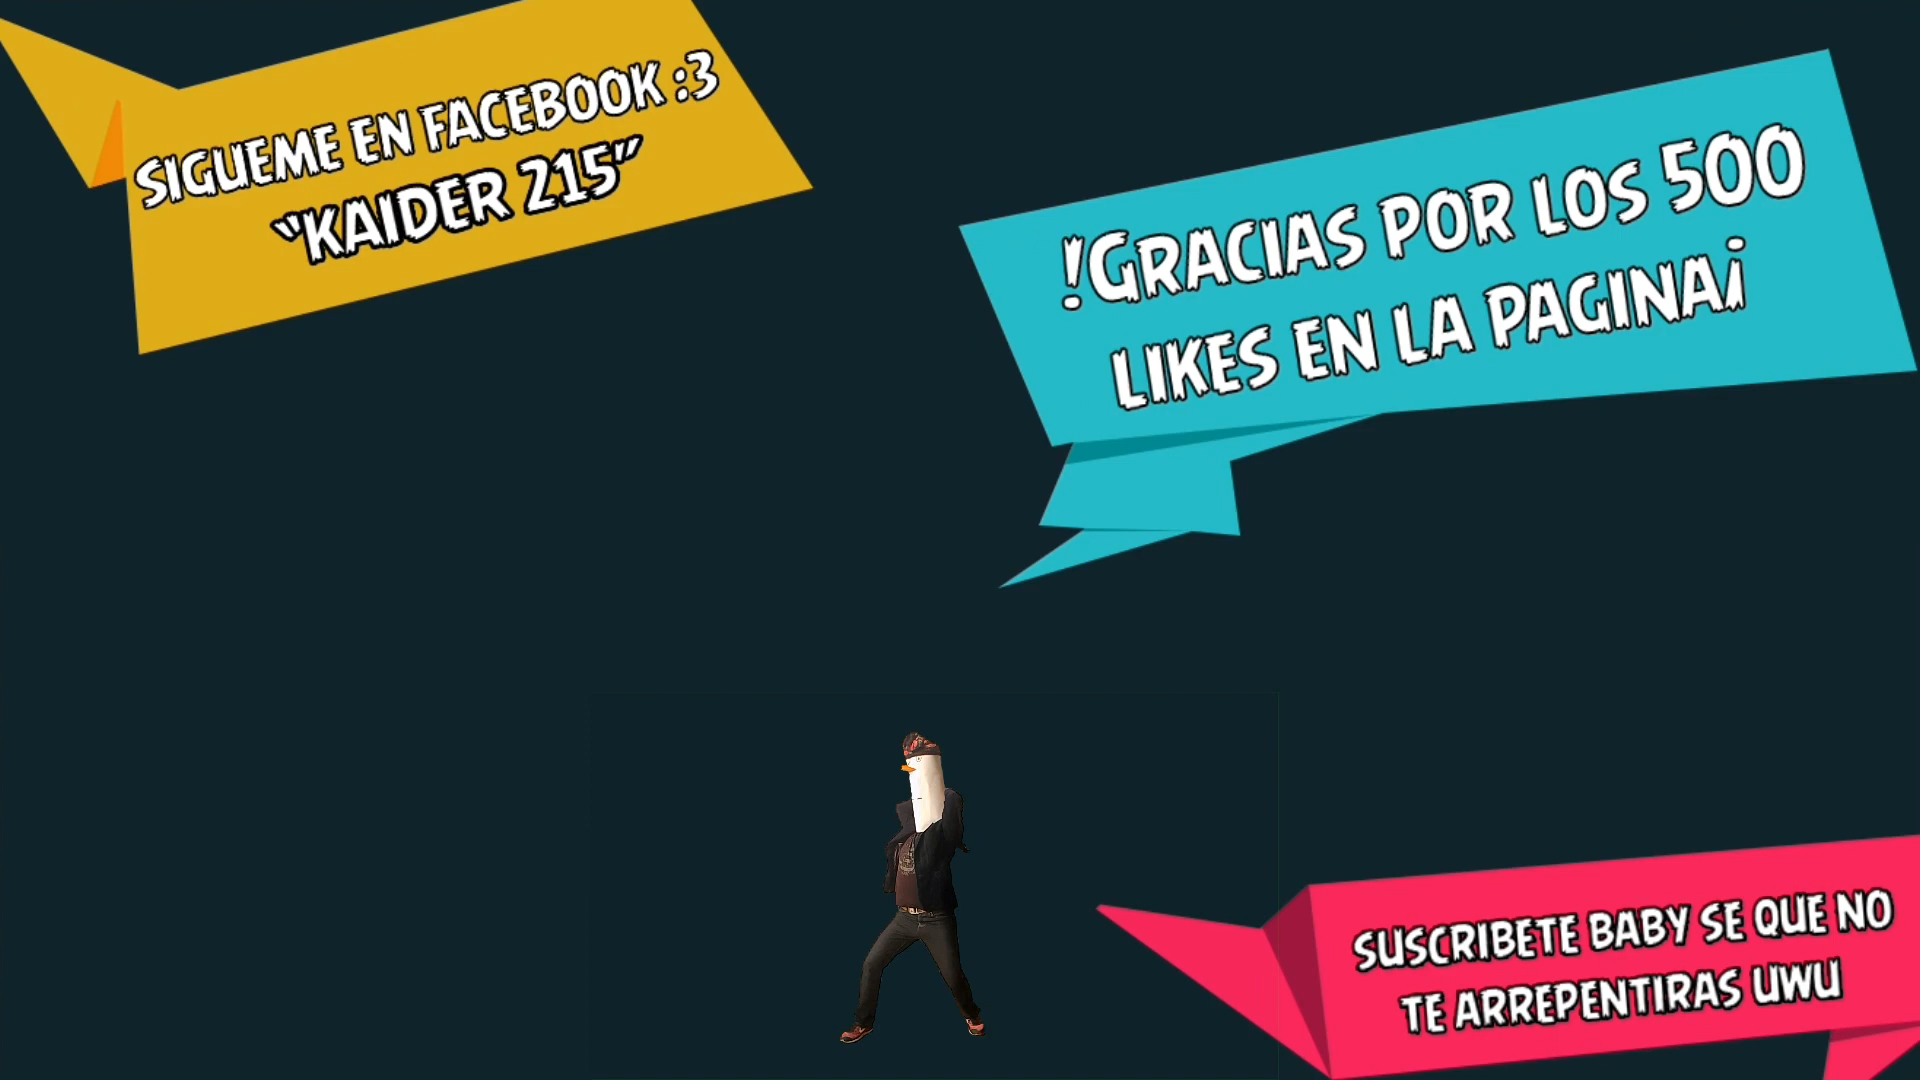 SIGUEME EN FACEBOOK :3
"KAIDER 215"
!GRACIAS POR LOS 500
LIKES EN LA PAGINA¡
SUSCRIBETE BABY SE QUE NO
TE ARREPENTIRAS UWU